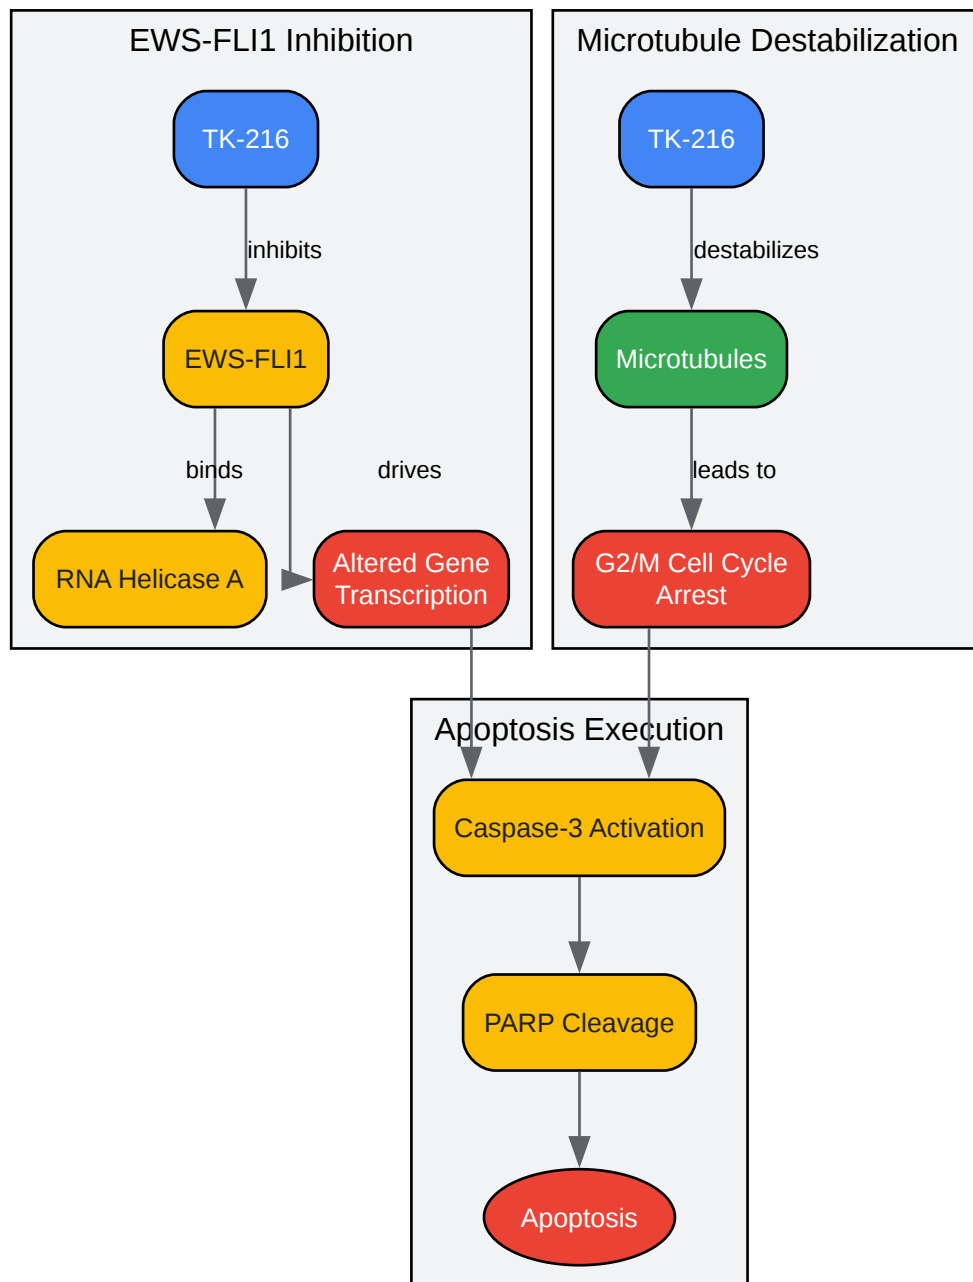 EWS-FLI1 Inhibition
TK-216
inhibits
EWS-FLI1
binds
drives
RNA Helicase A
Altered Gene
Transcription
Microtubule Destabilization
TK-216
destabilizes
Microtubules
leads to
G2/M Cell Cycle
Arrest
Apoptosis Execution
Caspase-3 Activation
PARP Cleavage
Apoptosis